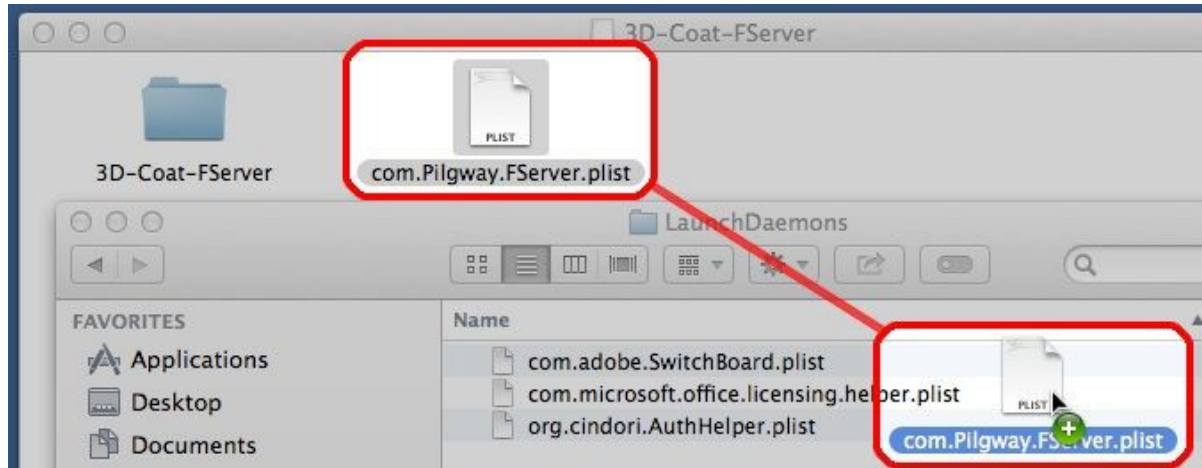 3D-Coat-FServer
PLIST
3D-Coat-FServer
com.Pilgway.FServer.plist
LaunchDaemons
FAVORITES
Name
Applications
com.adobe.SwitchBoard.plist
Desktop
com.microsoft.office.licensing.helper.plist
PLIST
Documents
org.cindori.AuthHelper.plist
com.Pilgway.FServer.plist